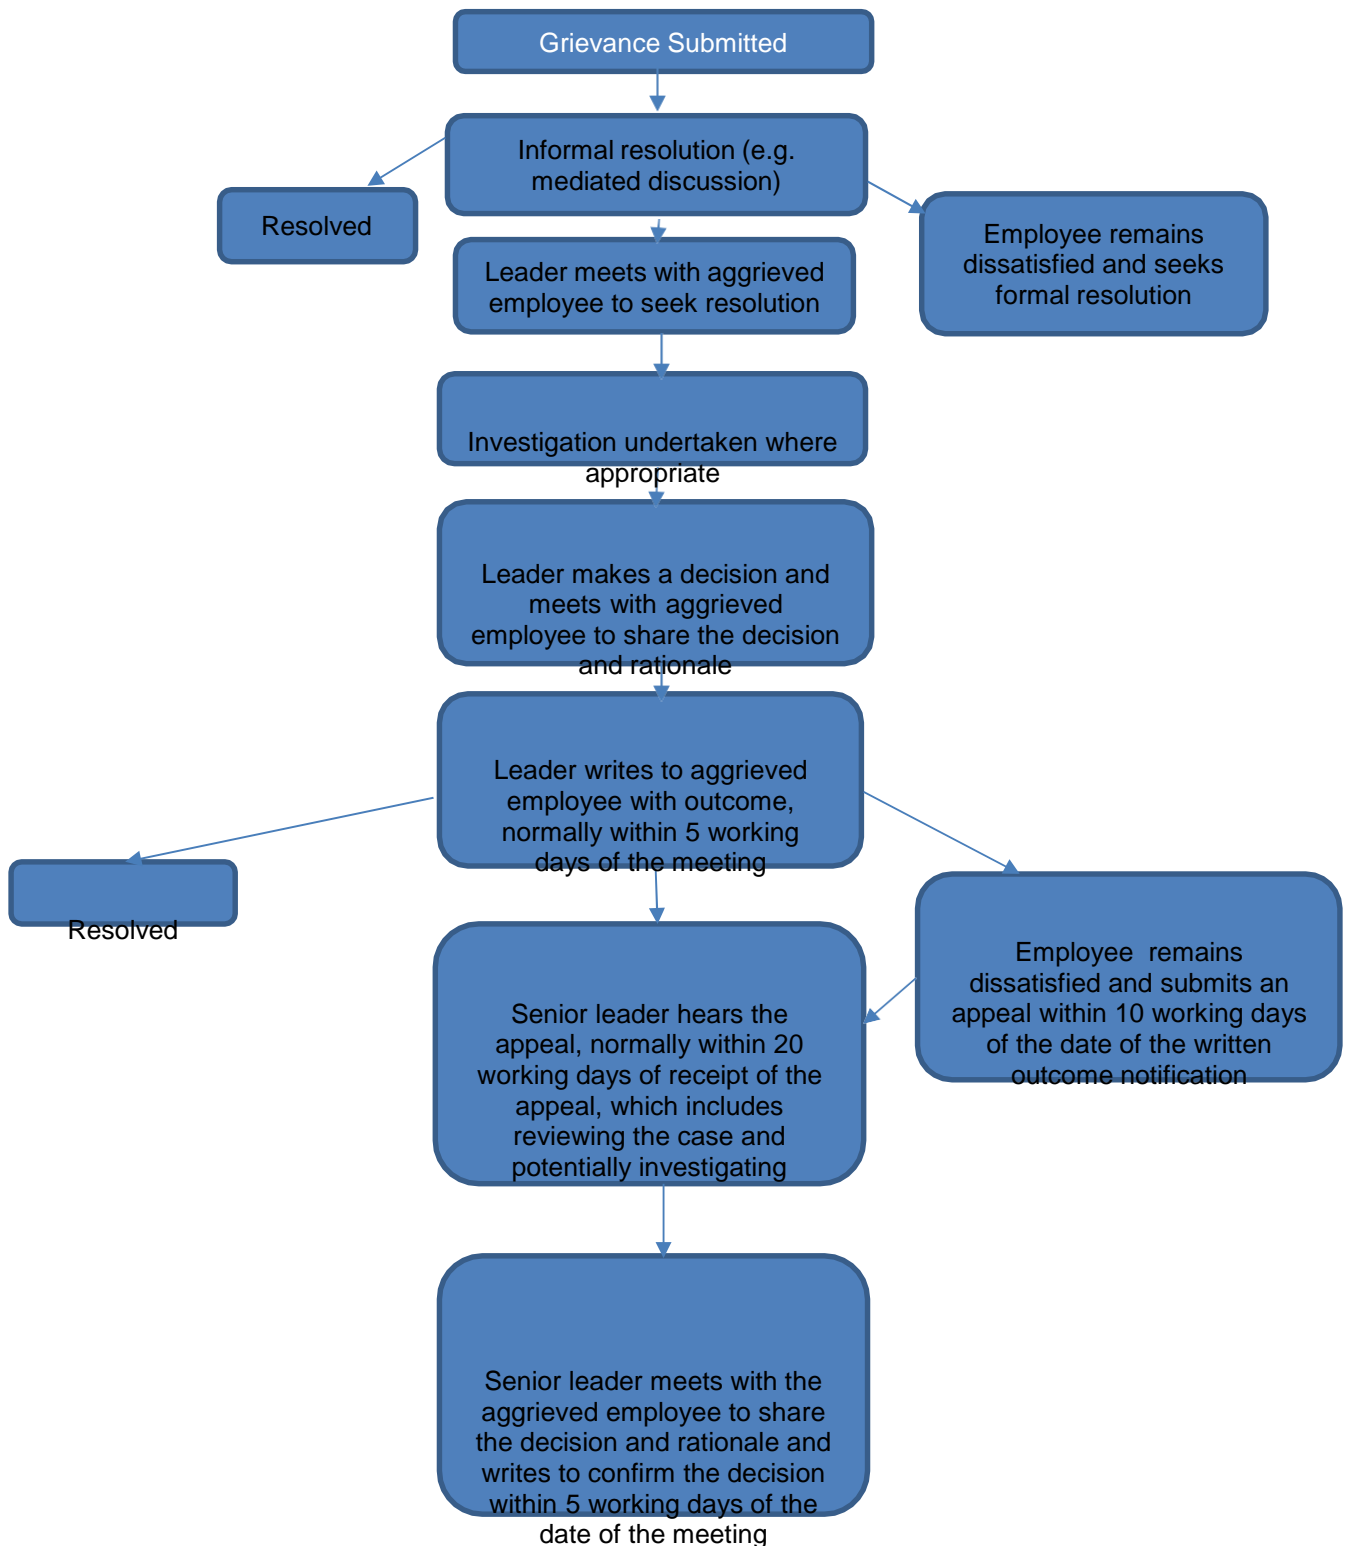 Grievance Submitted
Informal resolution (e.g.
mediated discussion)
Resolved
Employee remains
dissatisfied and seeks
formal resolution
Leader meets with aggrieved
employee to seek resolution
Investigation undertaken where
appropriate
Leader makes a decision and
meets with aggrieved
employee to share the decision
and rationale
Leader writes to aggrieved
employee with outcome,
normally within 5 working
days of the meeting
Resolved
Employee remains
dissatisfied and submits an
appeal within 10 working days
of the date of the written
outcome notification
Senior leader hears the
appeal, normally within 20
working days of receipt of the
appeal, which includes
reviewing the case and
potentially investigating
Senior leader meets with the
aggrieved employee to share
the decision and rationale and
writes to confirm the decision
within 5 working days of the
date of the meeting